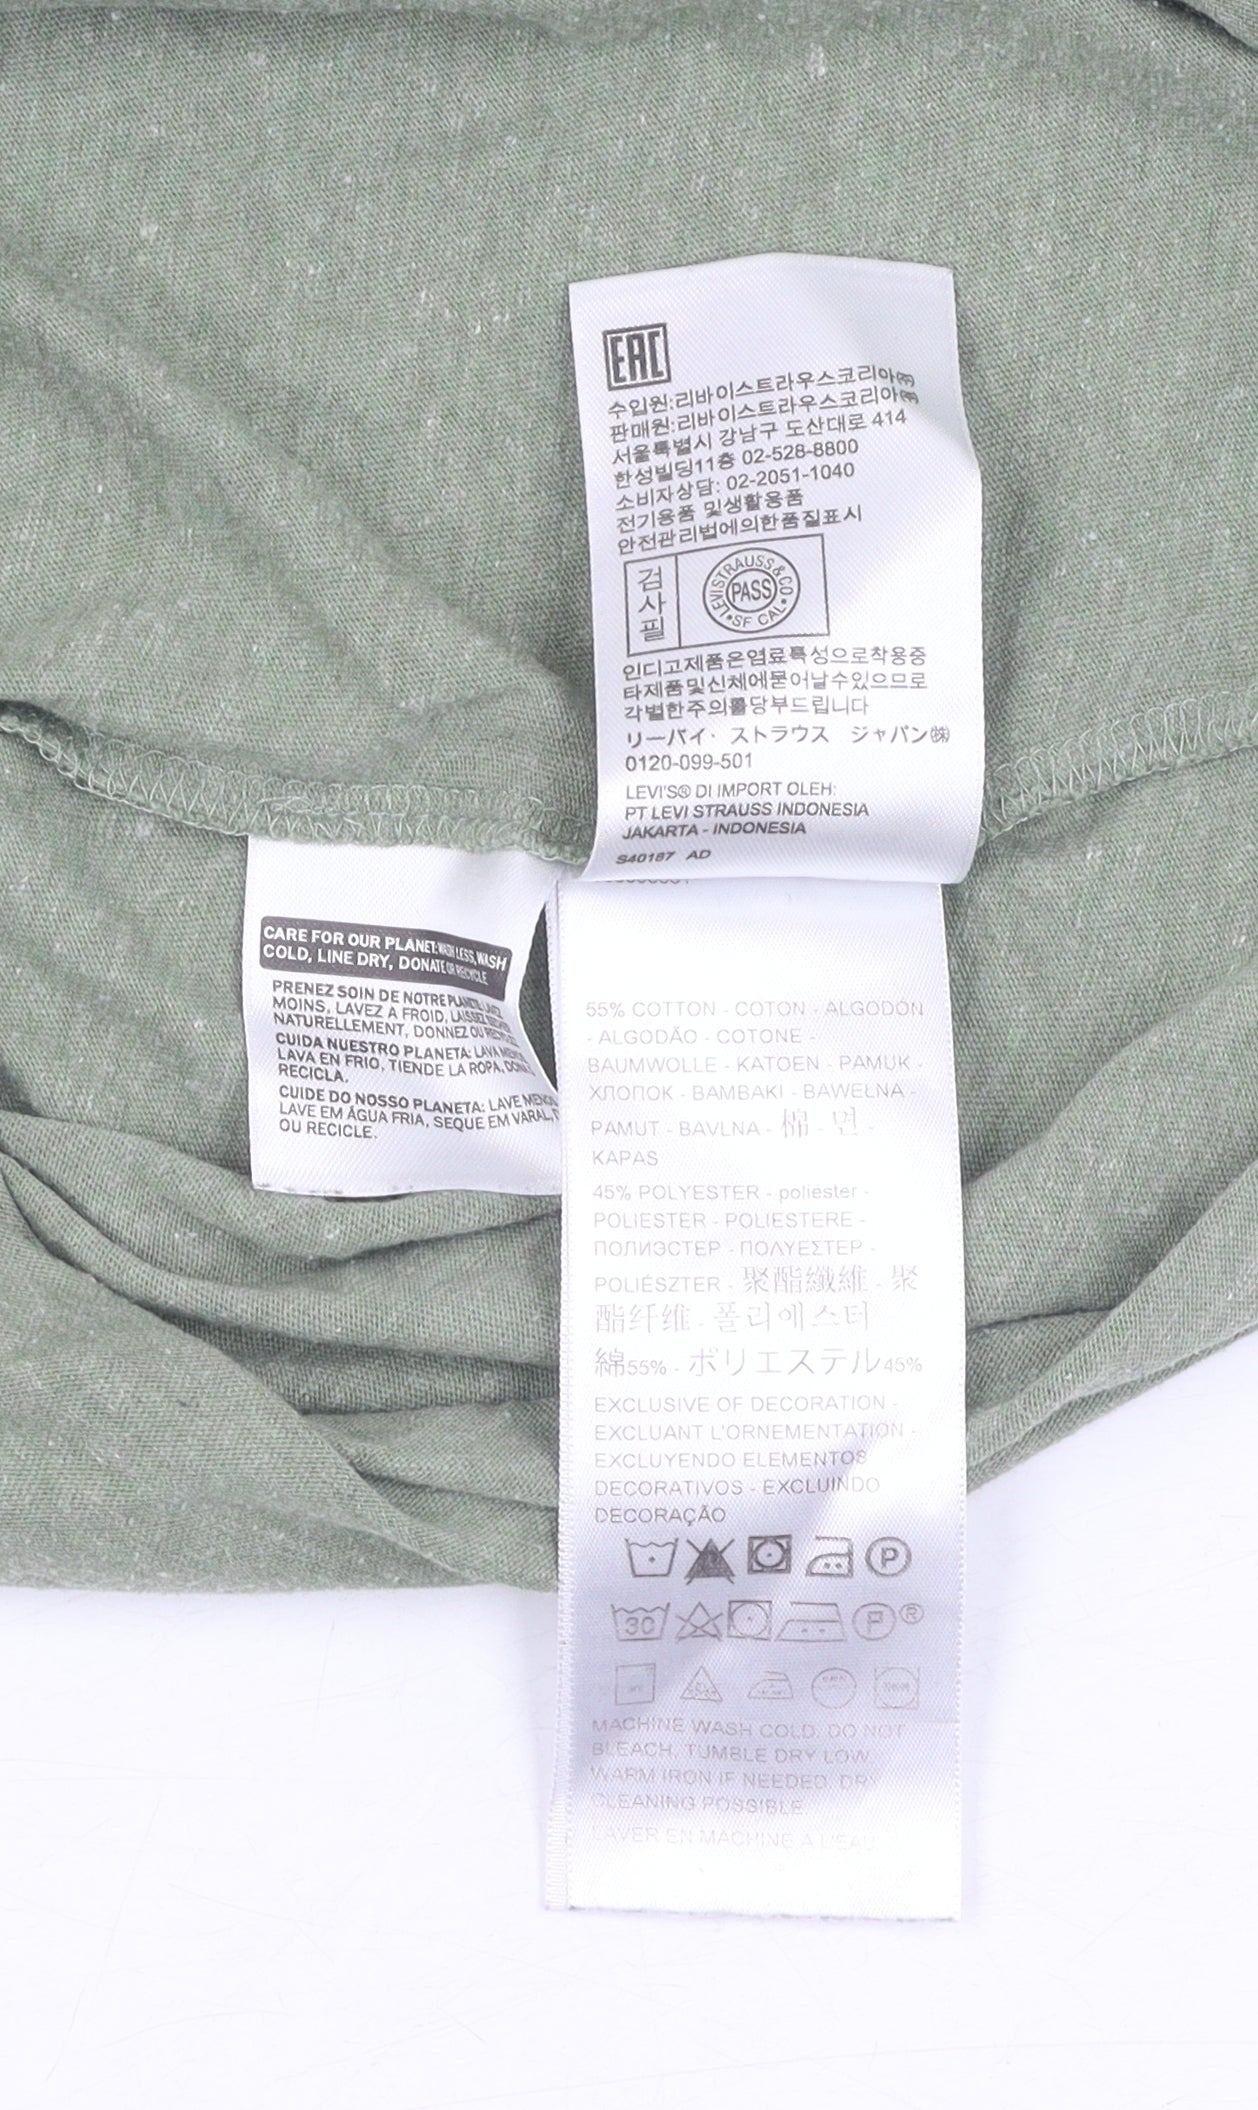 EAC
수입원:리바이스트라우스코리아㈜
판매원:리바이스트라우스코리아㈜
서울특별시 강남구 도산대로 414
한성빌딩11층 02-528-8800
소비자상담: 02-2051-1040
전기용품 및생활용품
안전관리법에의한품질표시
검사필
LEVI STRAUSS & CO
PASS
SF CAL
인디고제품은염료특성으로착용중
타제품및신체에묻어날수있으므로
각별한주의를당부드립니다
リーバイ・ストラウス ジャパン㈱
0120-099-501
LEVI'S® DI IMPORT OLEH:
PT LEVI STRAUSS INDONESIA
JAKARTA - INDONESIA
S40187 AD
CARE FOR OUR PLANET: WASH LESS, WASH
COLD, LINE DRY, DONATE OR RECYCLE
PRENEZ SOIN DE NOTRE PLANÈTE: LAVEZ
MOINS, LAVEZ A FROID, LAISSEZ
NATURELLEMENT, DONNEZ OU
CUIDA NUESTRO PLANETA: LAVA
LAVA EN FRIO, TIENDE LA ROPA,
RECICLA.
CUIDE DO NOSSO PLANETA: LAVE
LAVE EM ÁGUA FRIA, SEQUE EM VARAL,
OU RECICLE.
55% COTTON - COTON - ALGODÓN
- ALGODÃO - COTONE -
BAUMWOLLE - KATOEN - PAMUK -
ХЛОПОК - BAMBAKI - BAWEŁNA -
PAMUT - BAVLNA - 棉 - 면 -
KAPAS
45% POLYESTER - poliester -
POLIESTER - POLIESTERE -
ПОЛИЭСТЕР - ΠΟΛΥΕΣΤΕΡ -
POLIÉSZTER - 聚酯纖維 - 聚
酯纤维 - 폴리에스터
綿55% - ポリエステル45%
EXCLUSIVE OF DECORATION -
EXCLUANT L'ORNEMENTATION -
EXCLUYENDO ELEMENTOS
DECORATIVOS - EXCLUINDO
DECORAÇÃO
P
30 P ®
MACHINE WASH COLD. DO NOT
BLEACH. TUMBLE DRY LOW.
WARM IRON IF NEEDED. DRY
CLEANING POSSIBLE
LAVER EN MACHINE A L'EAU